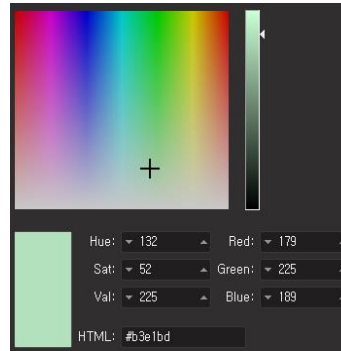 Hue: 132 Red: 179
Sat: 52 Green: 225
Val: 225 Blue: 189
HTML: #b3e1bd